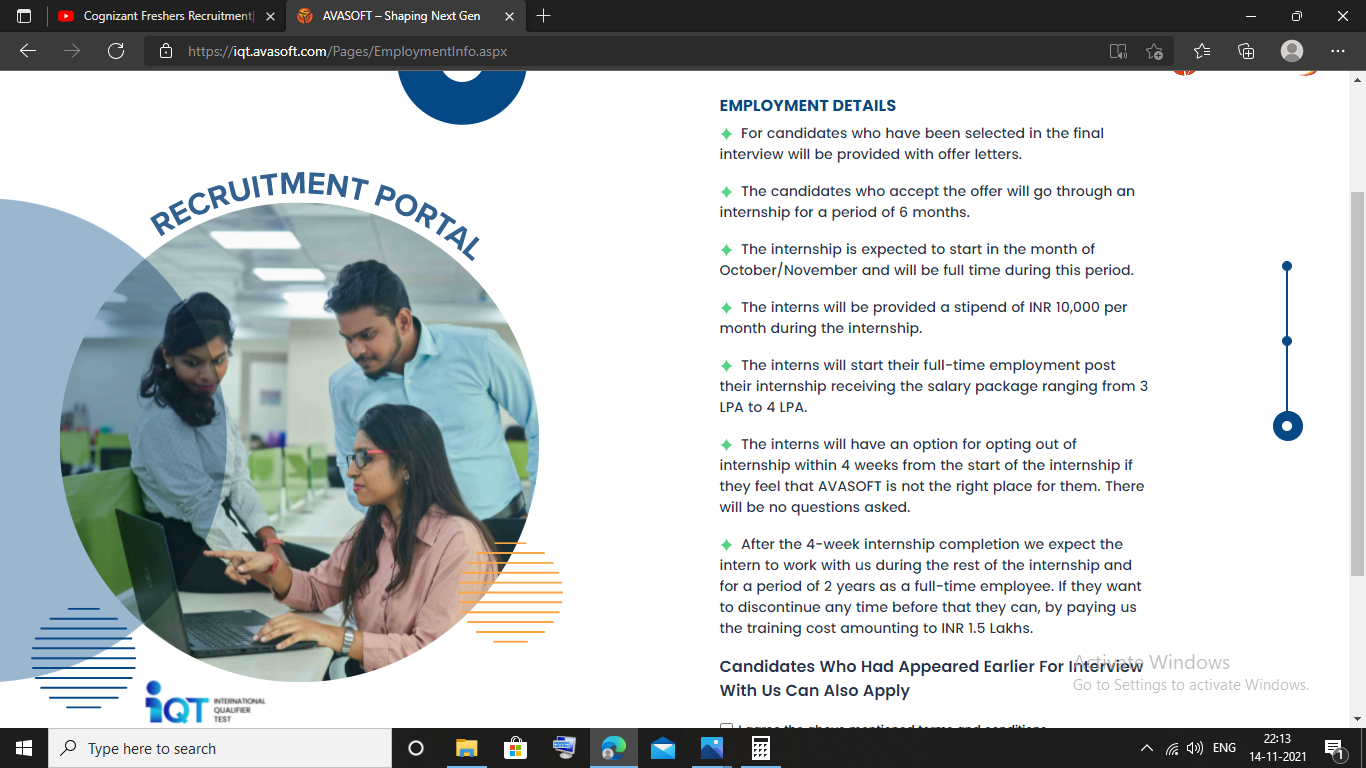 Cognizant Freshers Recruitment
AVASOFT – Shaping Next Gen
https://iqt.avasoft.com/Pages/EmploymentInfo.aspx
RECRUITMENT PORTAL
iQT INTERNATIONAL
QUALIFIER
TEST
EMPLOYMENT DETAILS
For candidates who have been selected in the final
interview will be provided with offer letters.
The candidates who accept the offer will go through an
internship for a period of 6 months.
The internship is expected to start in the month of
October/November and will be full time during this period.
The interns will be provided a stipend of INR 10,000 per
month during the internship.
The interns will start their full-time employment post
their internship receiving the salary package ranging from 3
LPA to 4 LPA.
The interns will have an option for opting out of
internship within 4 weeks from the start of the internship if
they feel that AVASOFT is not the right place for them. There
will be no questions asked.
After the 4-week internship completion we expect the
intern to work with us during the rest of the internship and
for a period of 2 years as a full-time employee. If they want
to discontinue any time before that they can, by paying us
the training cost amounting to INR 1.5 Lakhs.
Candidates Who Had Appeared Earlier For Interview
With Us Can Also Apply
I agree the above mentioned terms and conditions
Activate Windows
Go to Settings to activate Windows.
Type here to search
ENG
22:13
14-11-2021
1